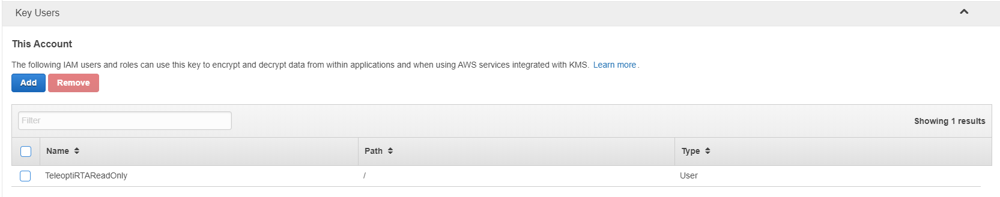 Key Users
This Account
The following IAM users and roles can use this key to encrypt and decrypt data from within applications and when using AWS services integrated with KMS. Learn more.
Add Remove
Filter
Showing 1 results
Name Path Type
TeleoptiRTAReadOnly / User